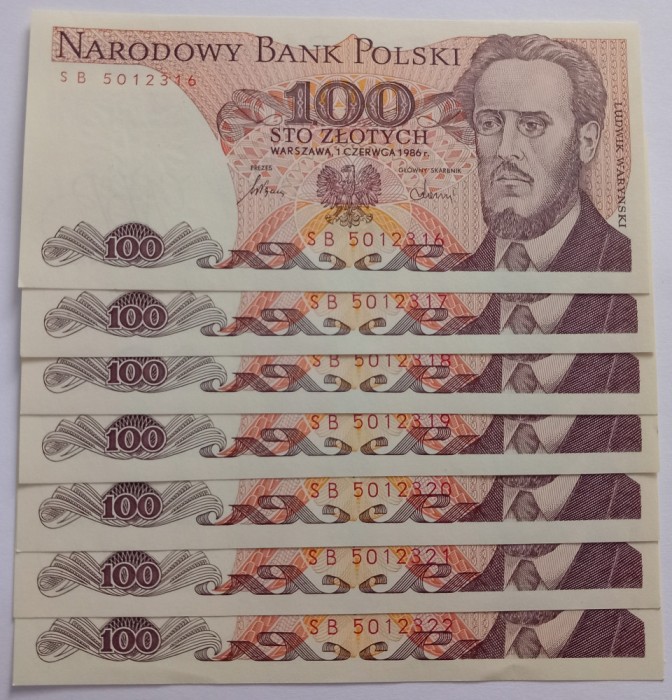 NARODOWY BANK POLSKI
SB 5012316
100
STO ZŁOTYCH
WARSZAWA, 1 CZERWCA 1986 r.
PREZES
GŁÓWNY SKARBNIK
LUDWIK WARYŃSKI
SB 5012316
100
SB 5012317
100
SB 5012318
100
SB 5012319
100
SB 5012320
100
SB 5012321
100
SB 5012322
100